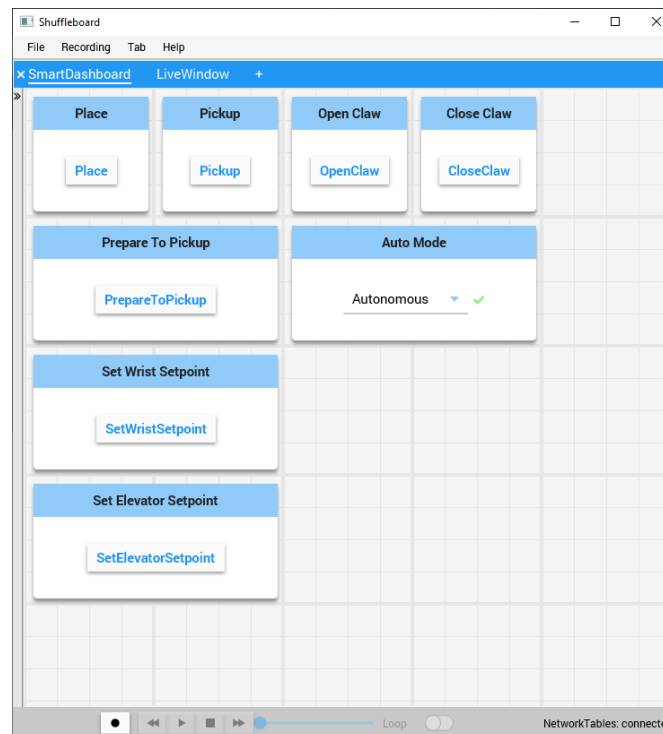 Shuffleboard
File Recording Tab Help
SmartDashboard LiveWindow +
Place Pickup Open Claw Close Claw
Place Pickup OpenClaw CloseClaw
Prepare To Pickup Auto Mode
PrepareToPickup Autonomous
Set Wrist Setpoint
SetWristSetpoint
Set Elevator Setpoint
SetElevatorSetpoint
Loop NetworkTables: connecte